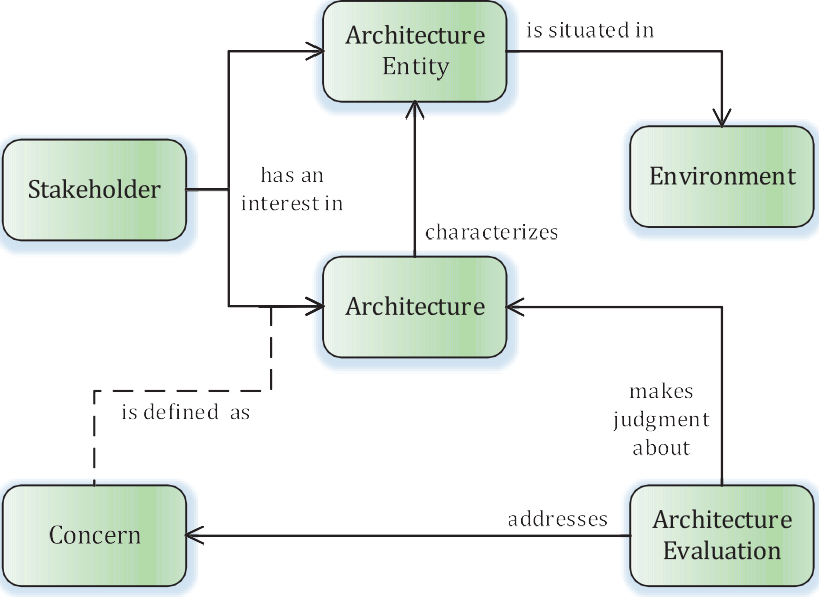 Architecture
Entity
is situated in
Stakeholder
has an
interest in
Environment
characterizes
Architecture
is defined as
makes
judgment
about
Concern
addresses
Architecture
Evaluation